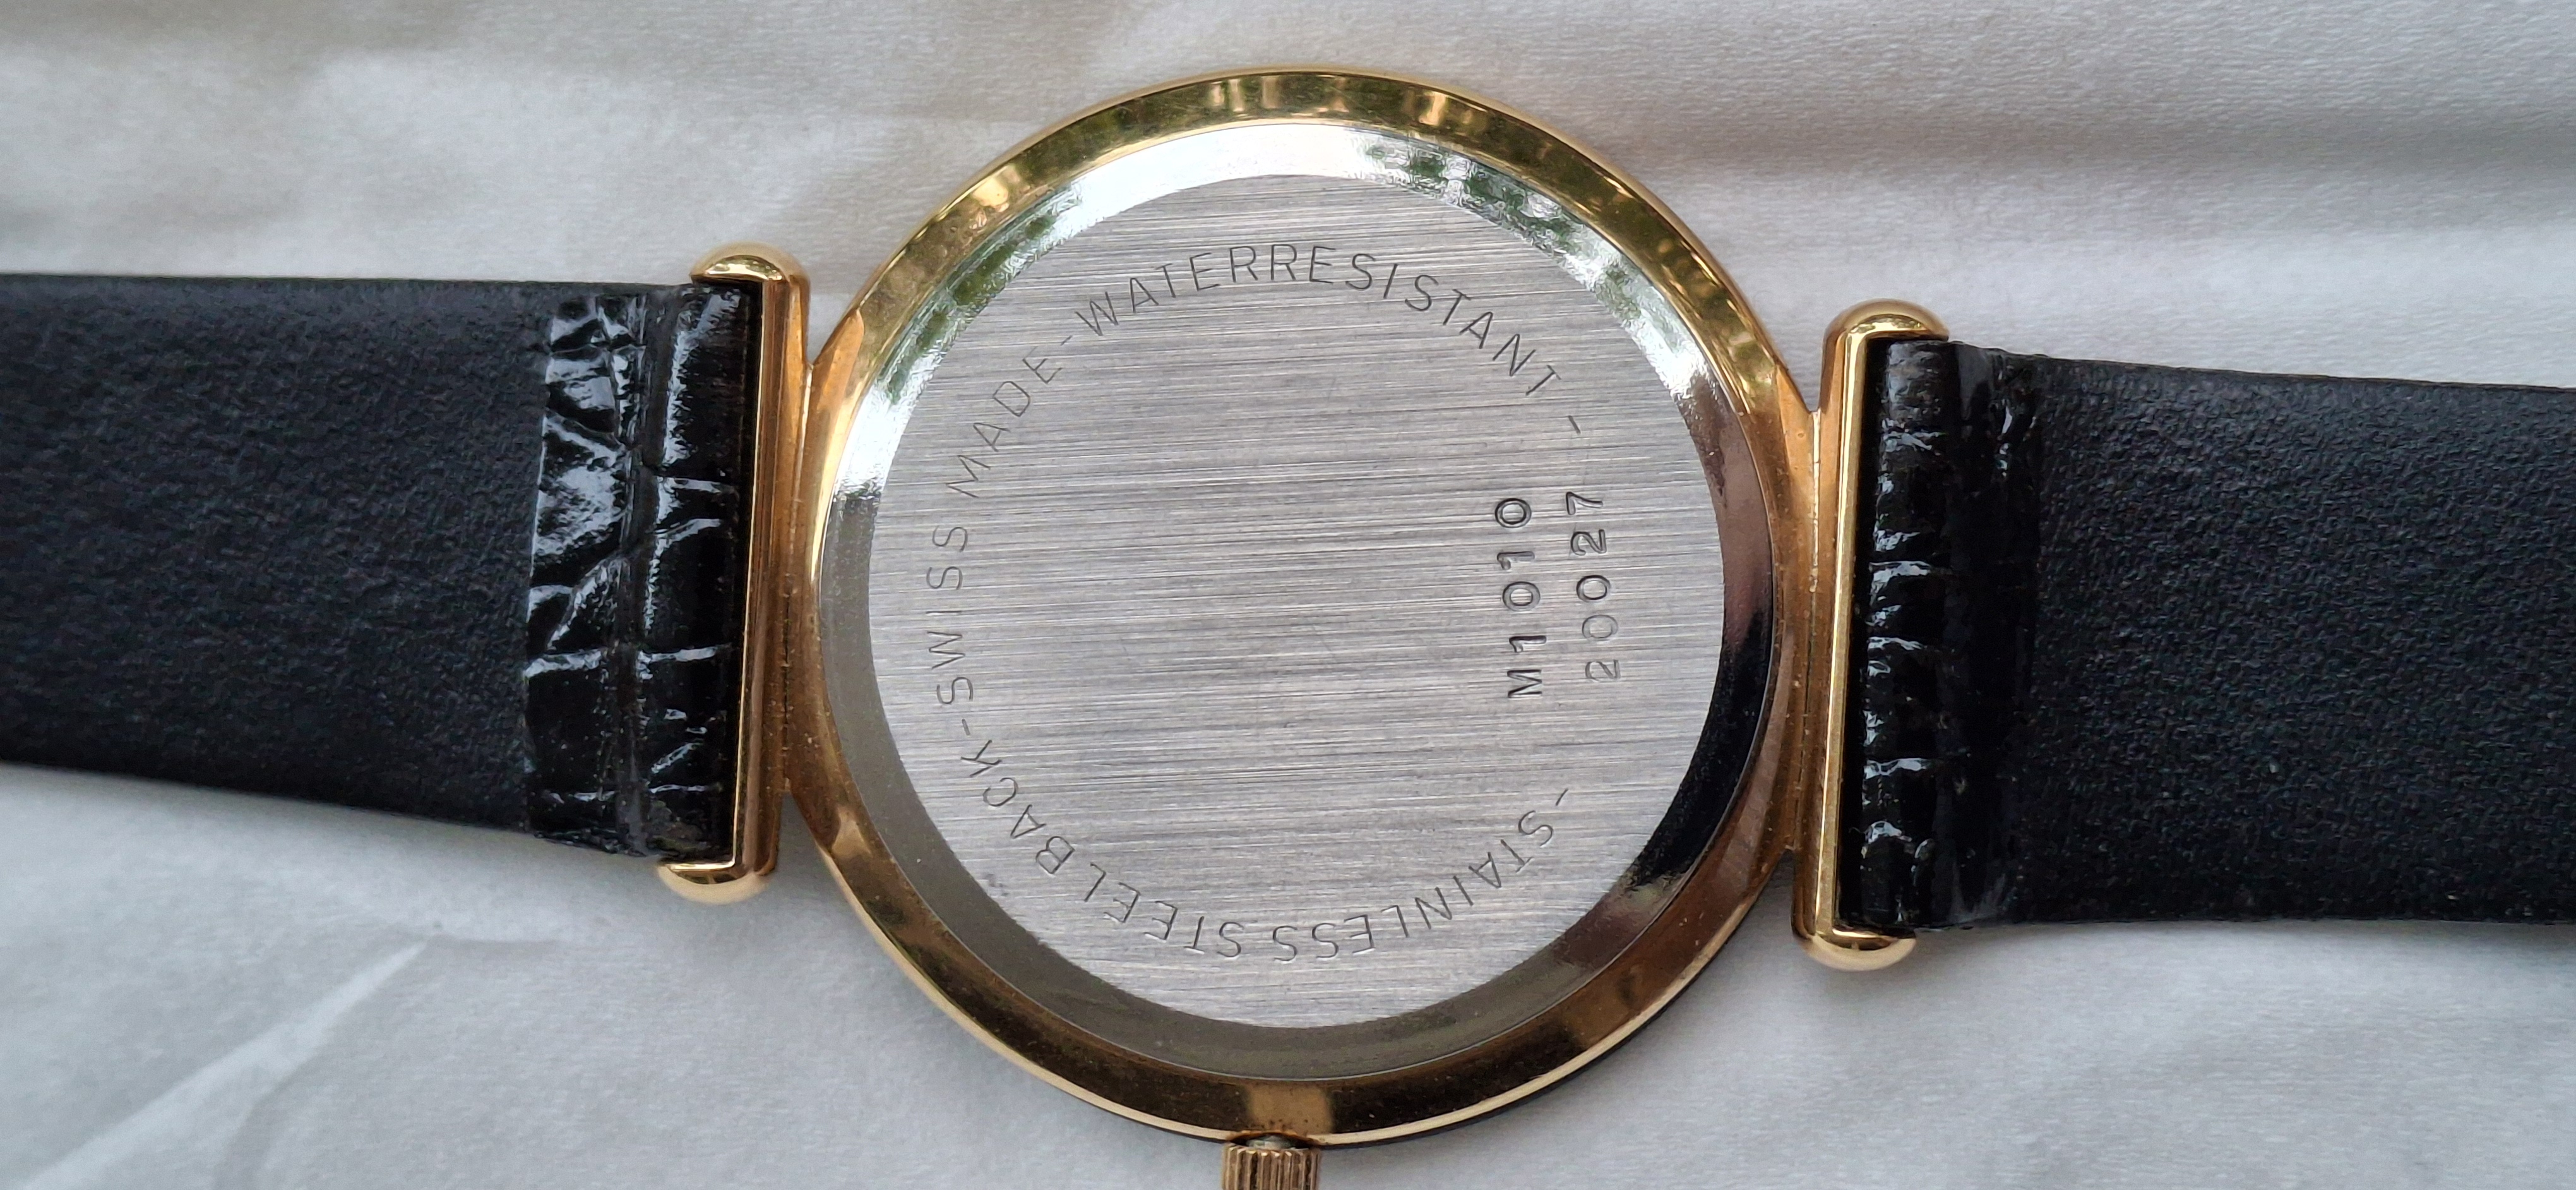 - STAINLESS STEEL BACK - SWISS MADE - WATERRESISTANT -
M1010
20027